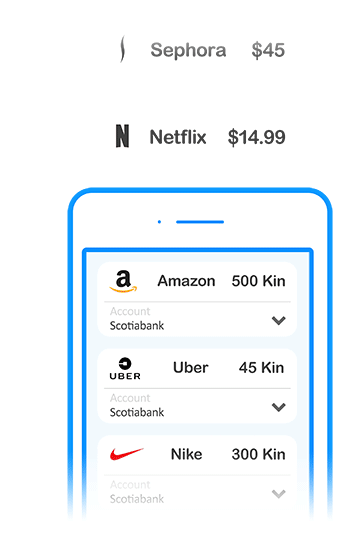 Sephora $45
N Netflix $14.99
a Amazon 500 Kin
Account
Scotiabank
UBER Uber 45 Kin
Account
Scotiabank
Nike 300 Kin
Account
Scotiabank